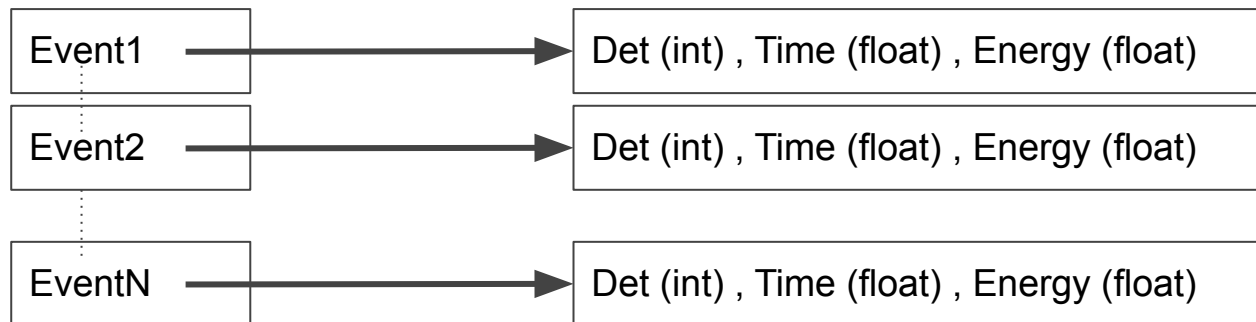 Event1 Det (int) , Time (float) , Energy (float)
Event2 Det (int) , Time (float) , Energy (float)
EventN Det (int) , Time (float) , Energy (float)